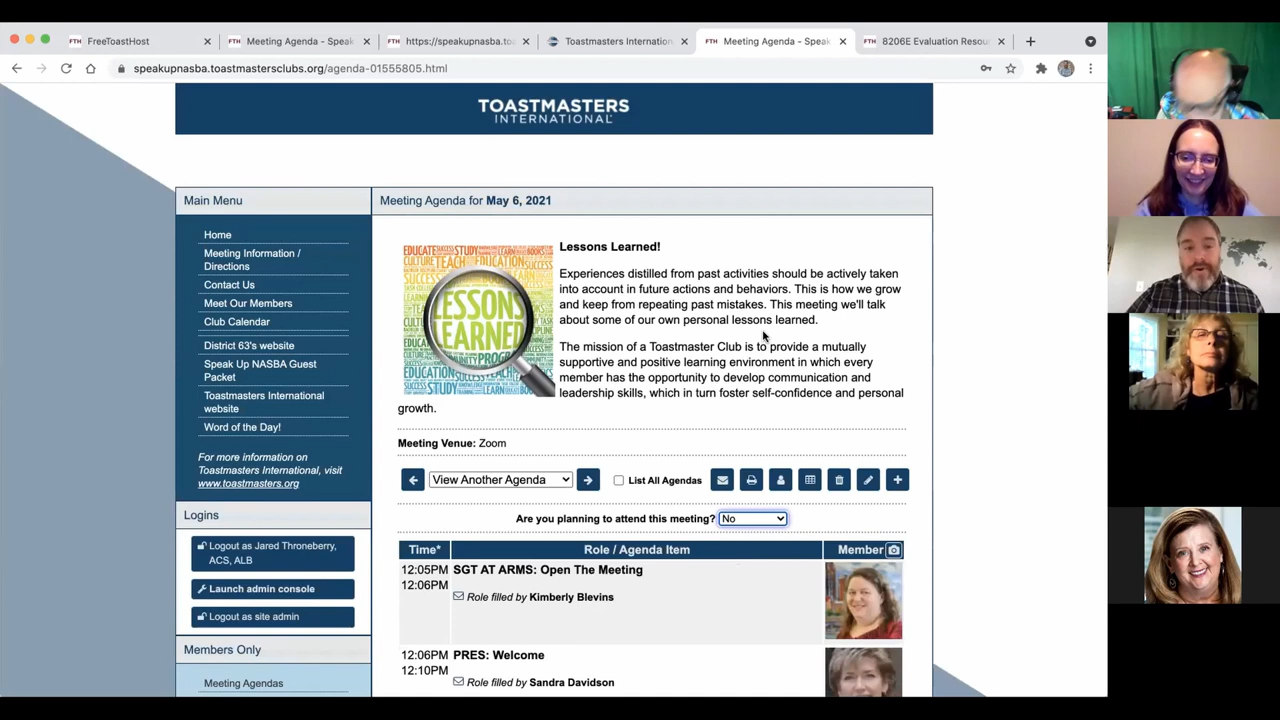 FTH FreeToastHost
FTH Meeting Agenda - Speak
FTH https://speakupnasba.to
Toastmasters Internation
FTH Meeting Agenda - Speak
FTH 8206E Evaluation Resou
speakupnasba.toastmastersclubs.org/agenda-01555805.html
TOASTMASTERS
INTERNATIONAL
Main Menu
Home
Meeting Information /
Directions
Contact Us
Meet Our Members
Club Calendar
District 63's website
Speak Up NASBA Guest
Packet
Toastmasters International
website
Word of the Day!
For more information on
Toastmasters International, visit
www.toastmasters.org
Logins
Logout as Jared Throneberry,
ACS, ALB
Launch admin console
Logout as site admin
Members Only
Meeting Agendas
Meeting Agenda for May 6, 2021
LESSONS
LEARNED
Lessons Learned!
Experiences distilled from past activities should be actively taken
into account in future actions and behaviors. This is how we grow
and keep from repeating past mistakes. This meeting we'll talk
about some of our own personal lessons learned.
The mission of a Toastmaster Club is to provide a mutually
supportive and positive learning environment in which every
member has the opportunity to develop communication and
leadership skills, which in turn foster self-confidence and personal
growth.
Meeting Venue: Zoom
View Another Agenda
List All Agendas
Are you planning to attend this meeting? No
Time* Role / Agenda Item Member
12:05PM SGT AT ARMS: Open The Meeting
12:06PM
Role filled by Kimberly Blevins
12:06PM PRES: Welcome
12:10PM
Role filled by Sandra Davidson